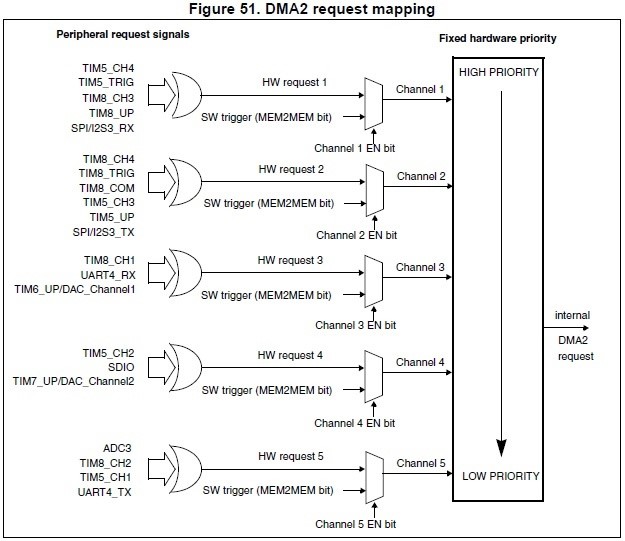 Figure 51. DMA2 request mapping
Peripheral request signals
Fixed hardware priority
TIM5_CH4
TIM5_TRIG
TIM8_CH3
TIM8_UP
SPI/I2S3_RX
HW request 1
SW trigger (MEM2MEM bit)
Channel 1
Channel 1 EN bit
HIGH PRIORITY
TIM8_CH4
TIM8_TRIG
TIM8_COM
TIM5_CH3
TIM5_UP
SPI/I2S3_TX
HW request 2
SW trigger (MEM2MEM bit)
Channel 2
Channel 2 EN bit
TIM8_CH1
UART4_RX
TIM6_UP/DAC_Channel1
HW request 3
SW trigger (MEM2MEM bit)
Channel 3
Channel 3 EN bit
internal
DMA2
request
TIM5_CH2
SDIO
TIM7_UP/DAC_Channel2
HW request 4
SW trigger (MEM2MEM bit)
Channel 4
Channel 4 EN bit
ADC3
TIM8_CH2
TIM5_CH1
UART4_TX
HW request 5
SW trigger (MEM2MEM bit)
Channel 5
Channel 5 EN bit
LOW PRIORITY